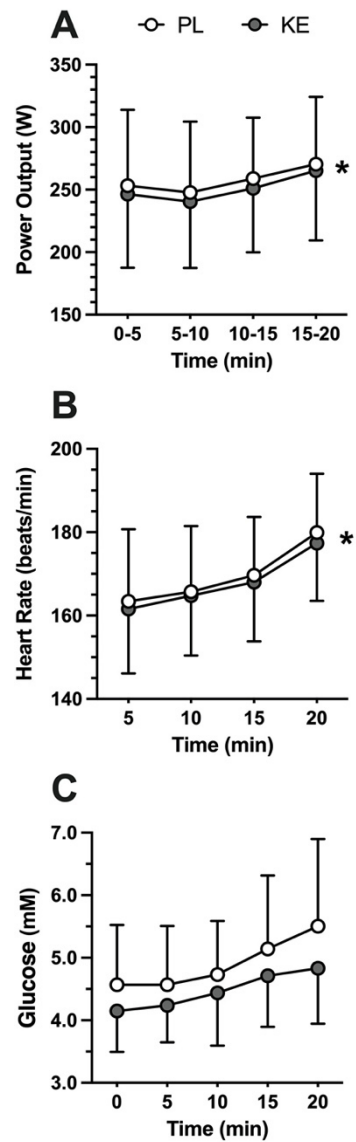 A
PL KE
350
300
250
200
150
Power Output (W)
*
0-5 5-10 10-15 15-20
Time (min)
B
200
180
160
140
Heart Rate (beats/min)
*
5 10 15 20
Time (min)
C
7.0
6.0
5.0
4.0
3.0
Glucose (mM)
0 5 10 15 20
Time (min)